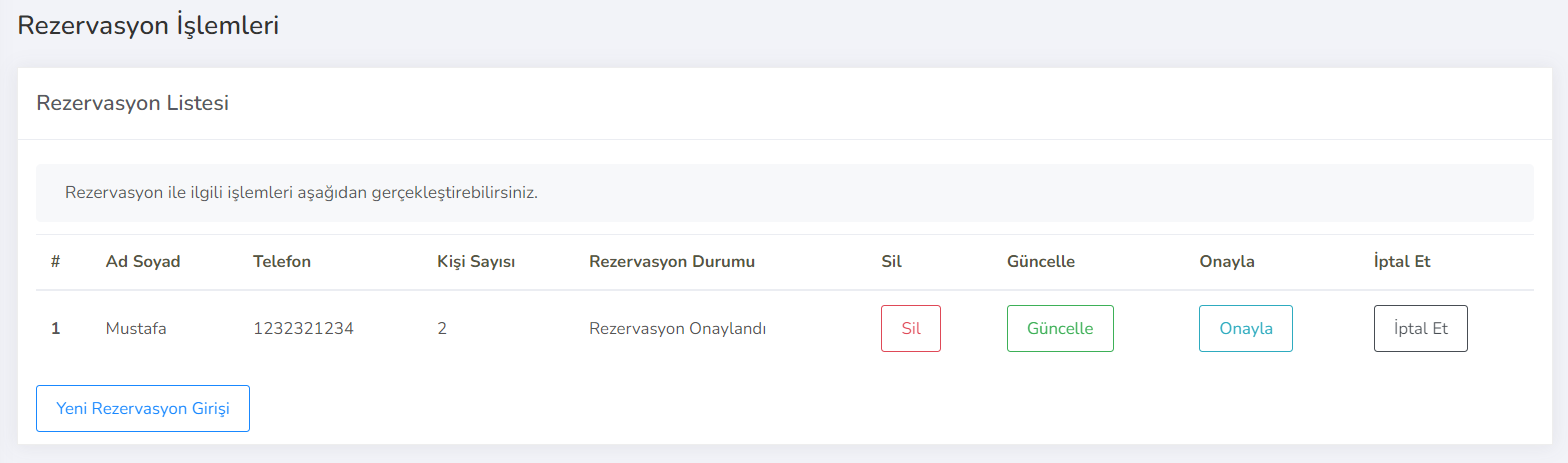 Rezervasyon İşlemleri
Rezervasyon Listesi
Rezervasyon ile ilgili işlemleri aşağıdan gerçekleştirebilirsiniz.
# Ad Soyad Telefon Kişi Sayısı Rezervasyon Durumu Sil Güncelle Onayla İptal Et
1 Mustafa 1232321234 2 Rezervasyon Onaylandı Sil Güncelle Onayla İptal Et
Yeni Rezervasyon Girişi